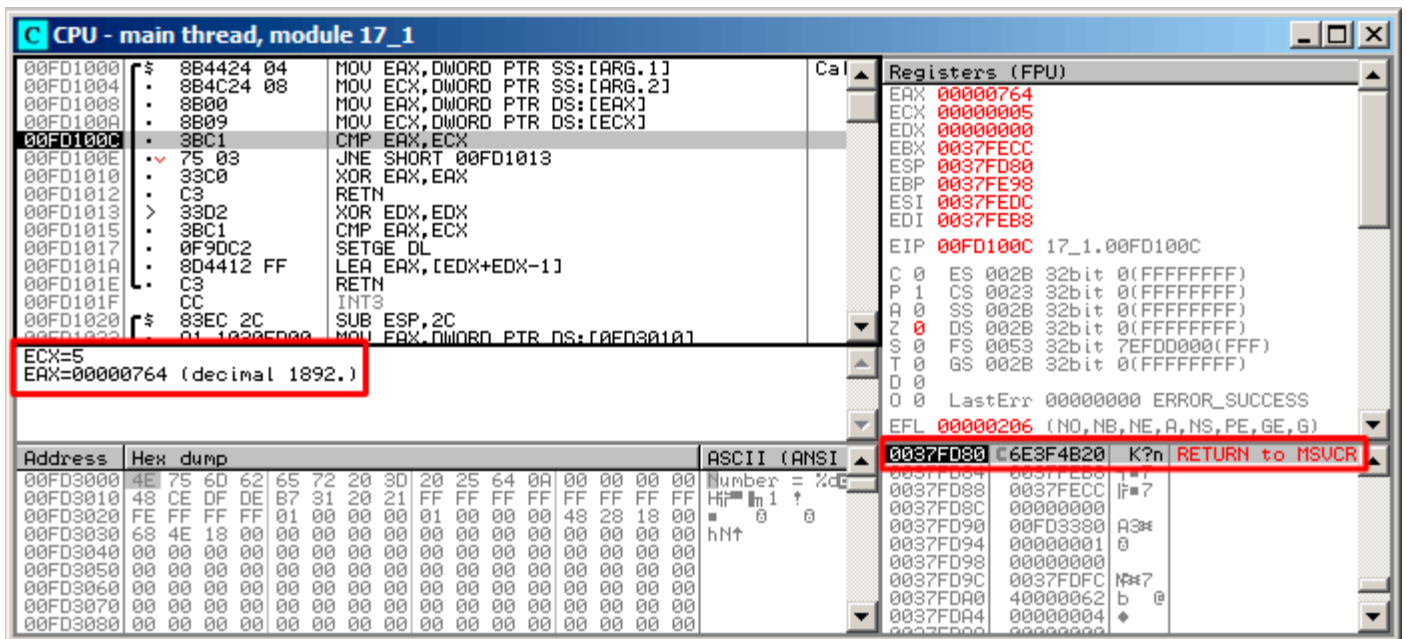 C CPU - main thread, module 17_1
00FD1000 $ 8B4424 04 MOV EAX,DWORD PTR SS:[ARG.1] Cal
00FD1004 . 8B4C24 08 MOV ECX,DWORD PTR SS:[ARG.2]
00FD1008 . 8B00 MOV EAX,DWORD PTR DS:[EAX]
00FD100A . 8B09 MOV ECX,DWORD PTR DS:[ECX]
00FD100C . 3BC1 CMP EAX,ECX
00FD100E . 75 03 JNE SHORT 00FD1013
00FD1010 . 33C0 XOR EAX,EAX
00FD1012 . C3 RETN
00FD1013 > 33D2 XOR EDX,EDX
00FD1015 . 3BC1 CMP EAX,ECX
00FD1017 . 0F9DC2 SETGE DL
00FD101A . 8D4412 FF LEA EAX,[EDX+EDX-1]
00FD101E . C3 RETN
00FD101F CC INT3
00FD1020 $ 83EC 2C SUB ESP,2C
MOV EAX,DWORD PTR DS:[0FD3010]
ECX=5
EAX=00000764 (decimal 1892.)
Registers (FPU)
EAX 00000764
ECX 00000005
EDX 00000000
EBX 0037FECC
ESP 0037FD80
EBP 0037FE98
ESI 0037FEDC
EDI 0037FEB8
EIP 00FD100C 17_1.00FD100C
C 0 ES 002B 32bit 0(FFFFFFFF)
P 1 CS 0023 32bit 0(FFFFFFFF)
A 0 SS 002B 32bit 0(FFFFFFFF)
Z 0 DS 002B 32bit 0(FFFFFFFF)
S 0 FS 0053 32bit 7EFDD000(FFF)
T 0 GS 002B 32bit 0(FFFFFFFF)
D 0
O 0 LastErr 00000000 ERROR_SUCCESS
EFL 00000206 (NO,NB,NE,A,NS,PE,GE,G)
Address Hex dump ASCII (ANSI
00FD3000 4E 75 6D 62 65 72 20 3D 20 25 64 0A 00 00 00 00 Number = %d
00FD3010 48 CE DF DE B7 31 20 21 FF FF FF FF FF FF FF FF
00FD3020 FE FF FF FF 01 00 00 00 01 00 00 00 48 28 18 00
00FD3030 68 4E 18 00 00 00 00 00 00 00 00 00 00 00 00 00 hN↑
00FD3040 00 00 00 00 00 00 00 00 00 00 00 00 00 00 00 00
00FD3050 00 00 00 00 00 00 00 00 00 00 00 00 00 00 00 00
00FD3060 00 00 00 00 00 00 00 00 00 00 00 00 00 00 00 00
00FD3070 00 00 00 00 00 00 00 00 00 00 00 00 00 00 00 00
00FD3080 00 00 00 00 00 00 00 00 00 00 00 00 00 00 00 00
0037FD80 6E3F4B20 K?n RETURN to MSVCR
0037FD84 0037FEB8
0037FD88 0037FECC
0037FD8C 00000000
0037FD90 00FD3380
0037FD94 00000001
0037FD98 00000000
0037FD9C 0037FDFC
0037FDA0 40000062 b @
0037FDA4 00000004 ♦